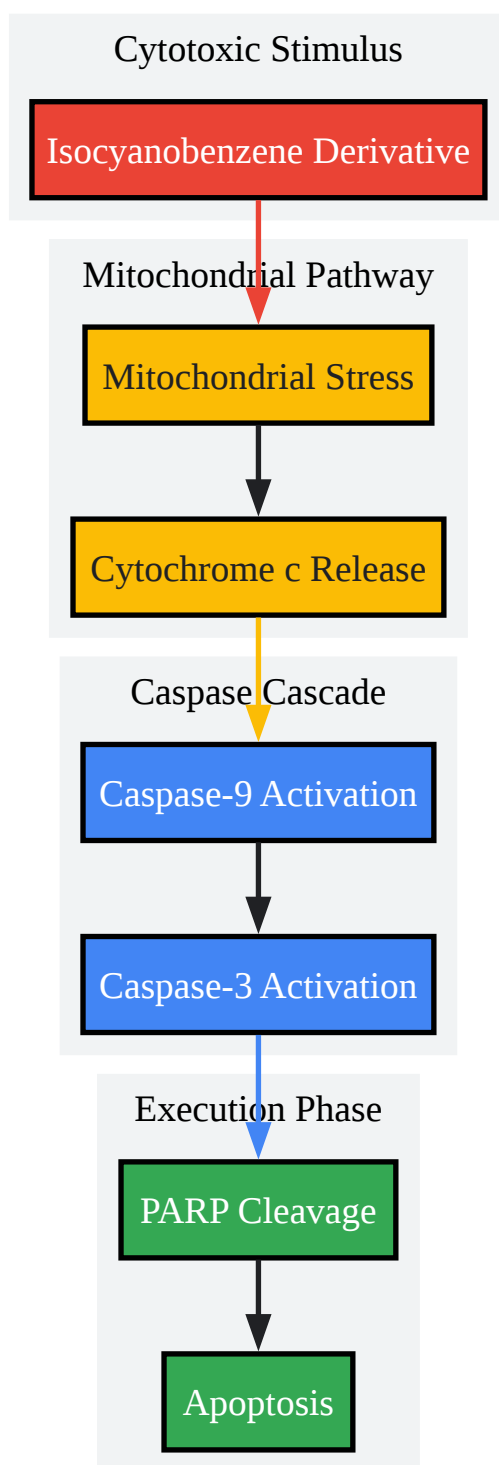 Cytotoxic Stimulus
Isocyanobenzene Derivative
Mitochondrial Pathway
Mitochondrial Stress
Cytochrome c Release
Caspase Cascade
Caspase-9 Activation
Caspase-3 Activation
Execution Phase
PARP Cleavage
Apoptosis